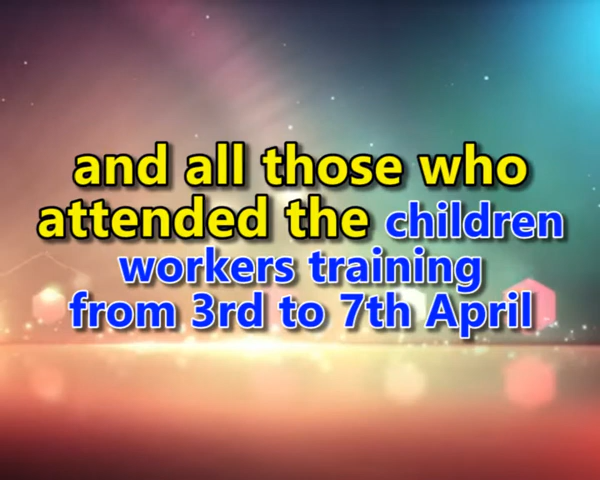 and all those who
attended the children
workers training
from 3rd to 7th April